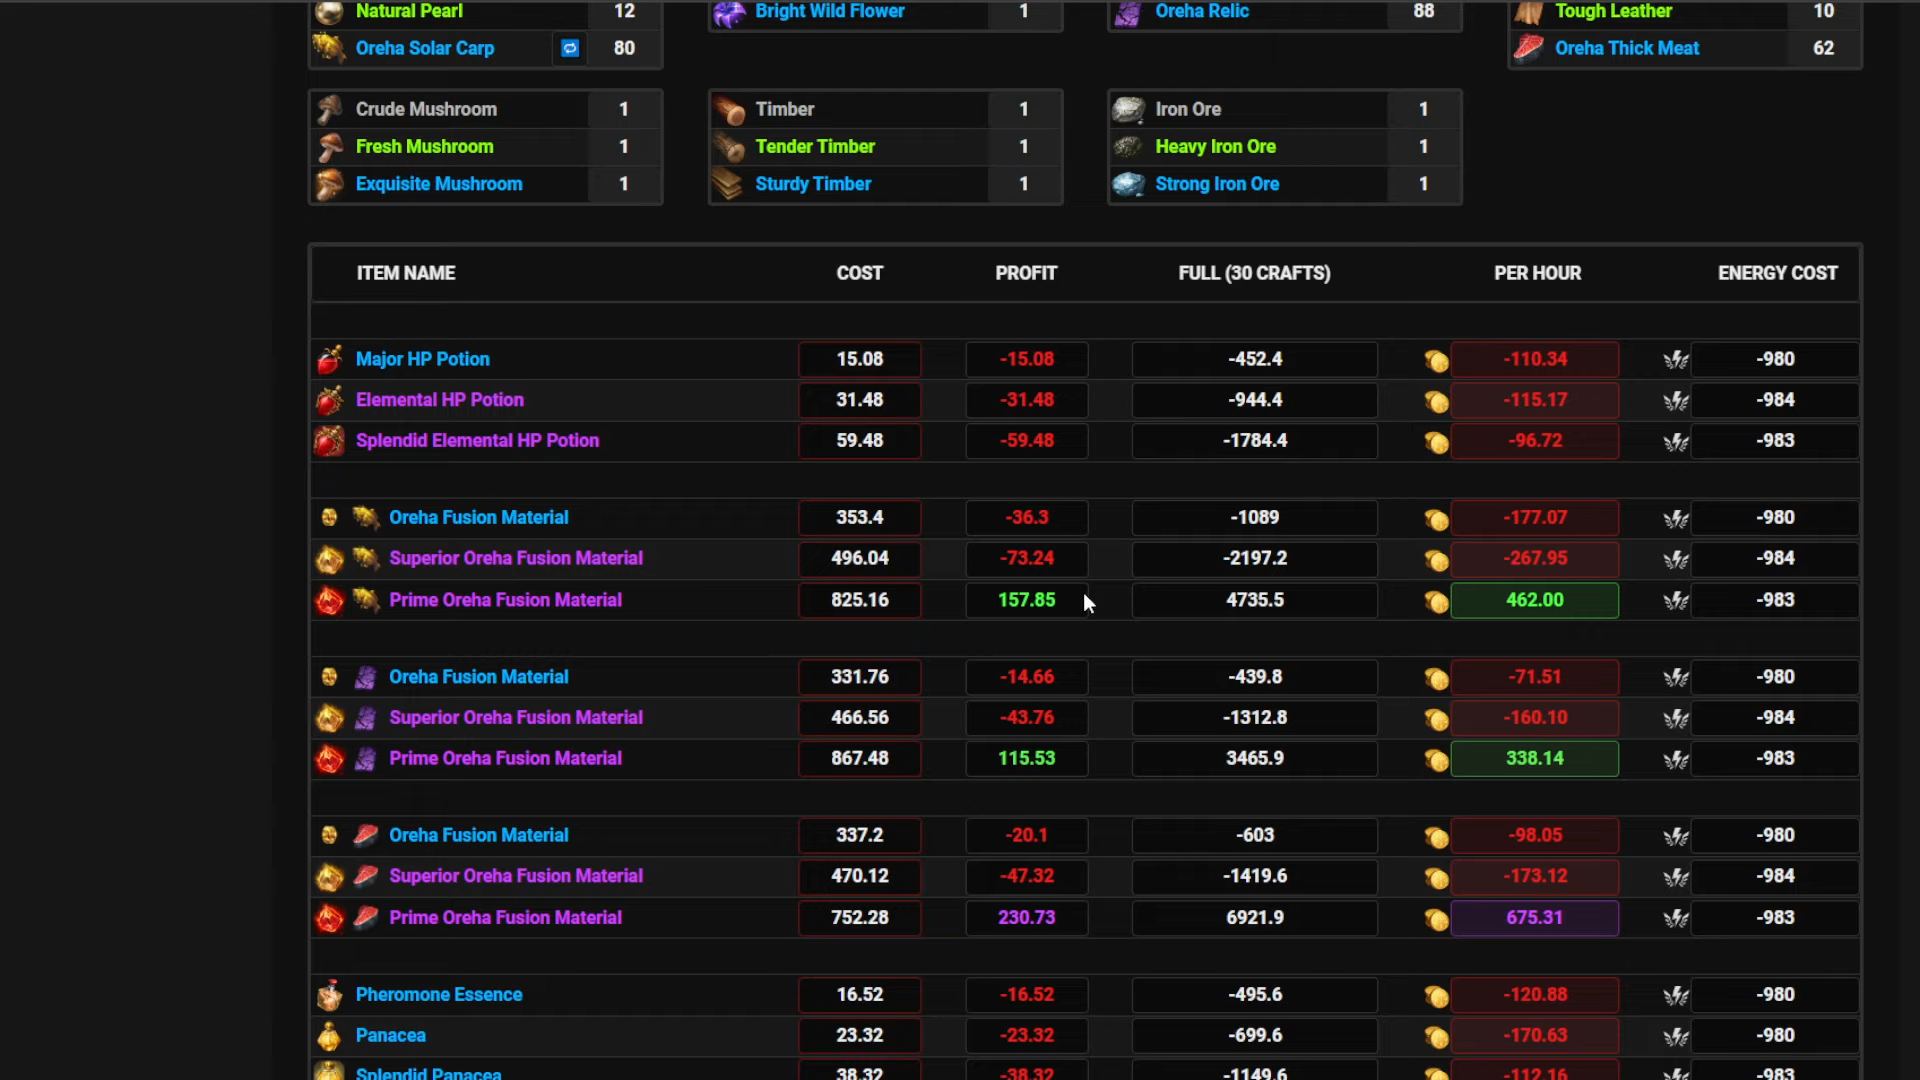 Natural Pearl 12 Bright Wild Flower 1 Oreha Relic 88 Tough Leather 10
Oreha Solar Carp 80 Oreha Thick Meat 62
Crude Mushroom 1 Timber 1 Iron Ore 1
Fresh Mushroom 1 Tender Timber 1 Heavy Iron Ore 1
Exquisite Mushroom 1 Sturdy Timber 1 Strong Iron Ore 1
ITEM NAME COST PROFIT FULL (30 CRAFTS) PER HOUR ENERGY COST
Major HP Potion 15.08 -15.08 -452.4 -110.34 -980
Elemental HP Potion 31.48 -31.48 -944.4 -115.17 -984
Splendid Elemental HP Potion 59.48 -59.48 -1784.4 -96.72 -983
Oreha Fusion Material 353.4 -36.3 -1089 -177.07 -980
Superior Oreha Fusion Material 496.04 -73.24 -2197.2 -267.95 -984
Prime Oreha Fusion Material 825.16 157.85 4735.5 462.00 -983
Oreha Fusion Material 331.76 -14.66 -439.8 -71.51 -980
Superior Oreha Fusion Material 466.56 -43.76 -1312.8 -160.10 -984
Prime Oreha Fusion Material 867.48 115.53 3465.9 338.14 -983
Oreha Fusion Material 337.2 -20.1 -603 -98.05 -980
Superior Oreha Fusion Material 470.12 -47.32 -1419.6 -173.12 -984
Prime Oreha Fusion Material 752.28 230.73 6921.9 675.31 -983
Pheromone Essence 16.52 -16.52 -495.6 -120.88 -980
Panacea 23.32 -23.32 -699.6 -170.63 -980
Splendid Panacea 38.32 -38.32 -1149.6 -112.16 -983